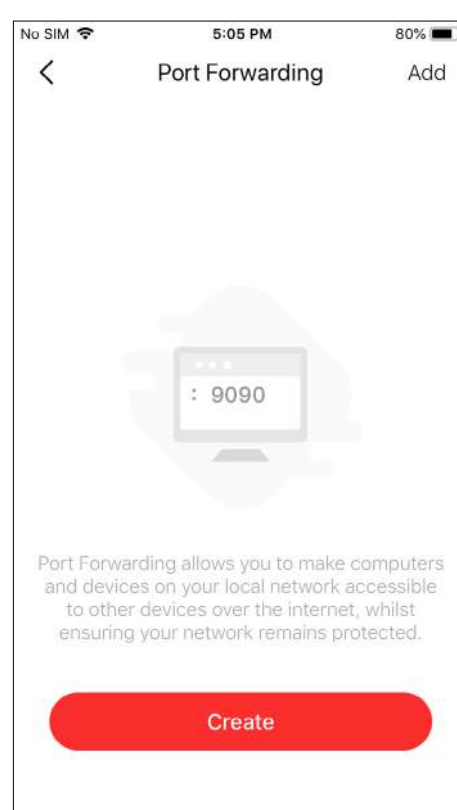 No SIM 5:05 PM 80%
Port Forwarding Add
: 9090
Port Forwarding allows you to make computers
and devices on your local network accessible
to other devices over the internet, whilst
ensuring your network remains protected.
Create